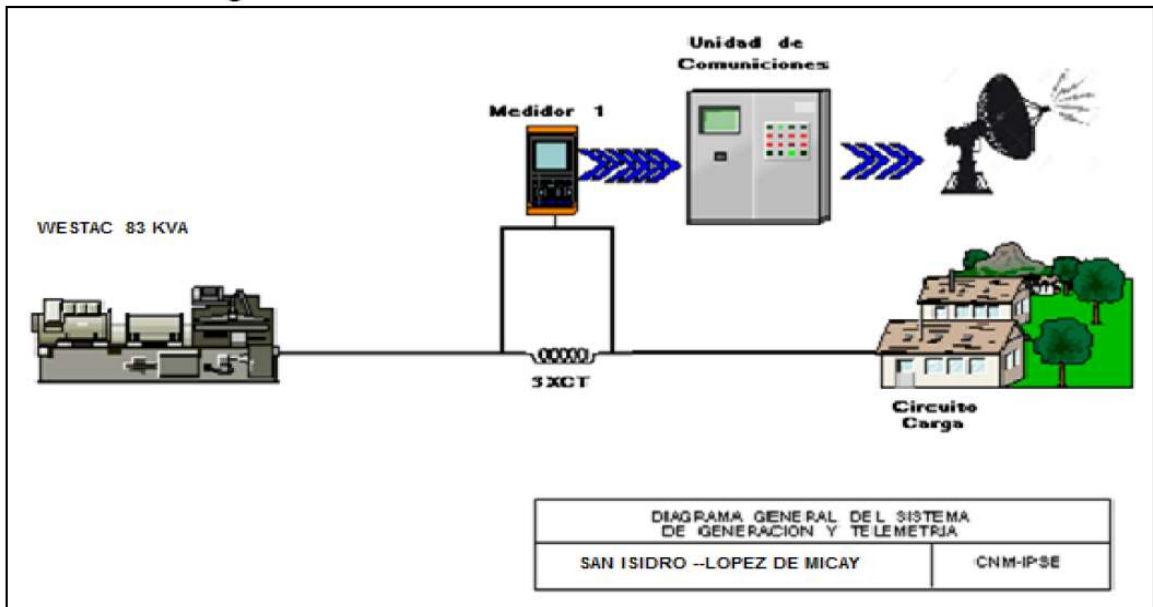 Unidad de
Comuniciones
Medidor 1
WESTAC 83 KVA
3XCT
Circuito
Carga
DIAGRAMA GENERAL DEL SISTEMA
DE GENERACION Y TELEMETRIA
SAN ISIDRO --LOPEZ DE MICAY
CNM-IPSE